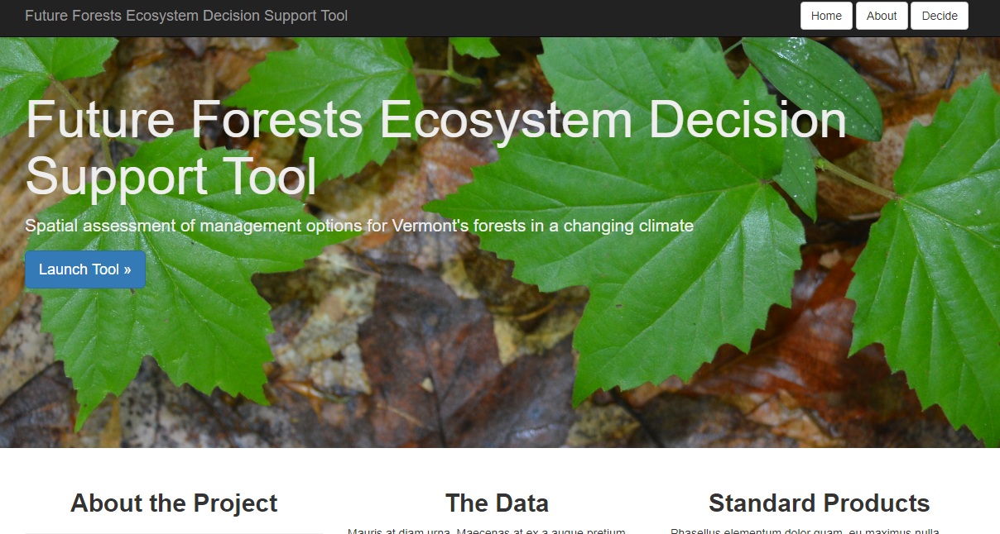 Future Forests Ecosystem Decision Support Tool
Home About Decide
Future Forests Ecosystem Decision
Support Tool
Spatial assessment of management options for Vermont's forests in a changing climate
Launch Tool »
About the Project
The Data
Standard Products
Mauris at diam urna. Maecenas at ex a augue pretium
Phasellus elementum dolor quam, eu maximus nulla